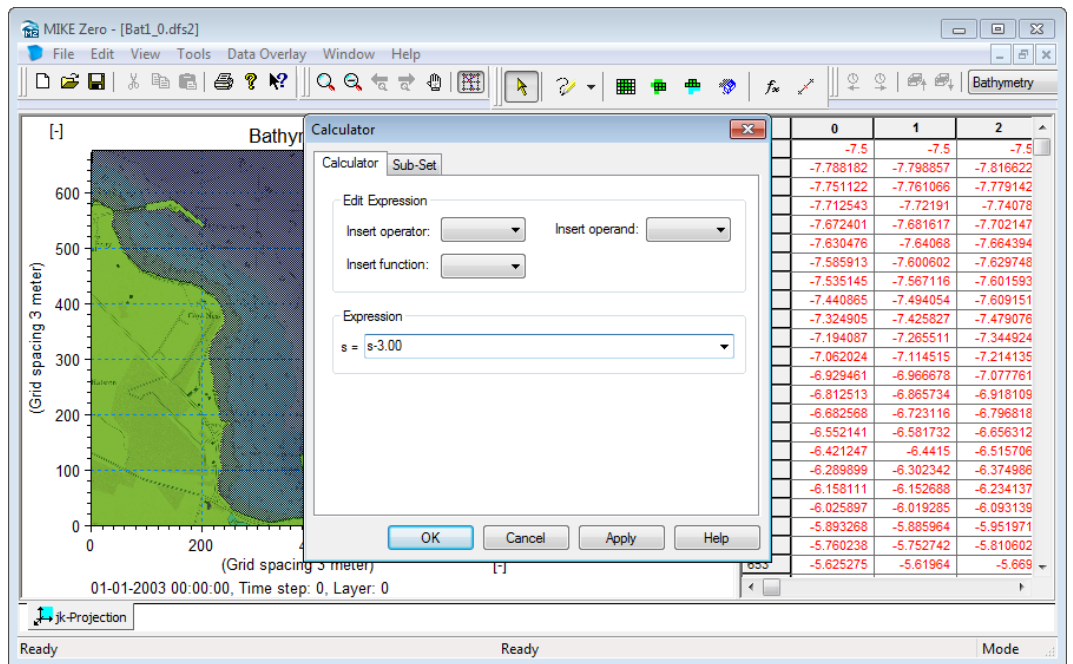 MIKE Zero - [Bat1_0.dfs2]
File Edit View Tools Data Overlay Window Help
Bathymetry
[-]
Bathyr
600
500
400
300
200
100
0
(Grid spacing 3 meter)
0
200
(Grid spacing 3 meter)
[-]
01-01-2003 00:00:00, Time step: 0, Layer: 0
Calculator
Calculator Sub-Set
Edit Expression
Insert operator:
Insert operand:
Insert function:
Expression
s = s-3.00
OK Cancel Apply Help
0 1 2
-7.5 -7.5 -7.5
-7.788182 -7.798857 -7.816622
-7.751122 -7.761066 -7.779142
-7.712543 -7.72191 -7.74078
-7.672401 -7.681617 -7.702147
-7.630476 -7.64068 -7.664394
-7.585913 -7.600602 -7.629748
-7.535145 -7.567116 -7.601593
-7.440865 -7.494054 -7.609151
-7.324905 -7.425827 -7.479076
-7.194087 -7.265511 -7.344924
-7.062024 -7.114515 -7.214135
-6.929461 -6.966678 -7.077761
-6.812513 -6.865734 -6.918109
-6.682568 -6.723116 -6.796818
-6.552141 -6.581732 -6.656312
-6.421247 -6.4415 -6.515706
-6.289899 -6.302342 -6.374986
-6.158111 -6.152688 -6.234137
-6.025897 -6.019285 -6.093139
-5.893268 -5.885964 -5.951971
-5.760238 -5.752742 -5.810602
653 -5.625275 -5.61964 -5.669
jk-Projection
Ready
Ready
Mode